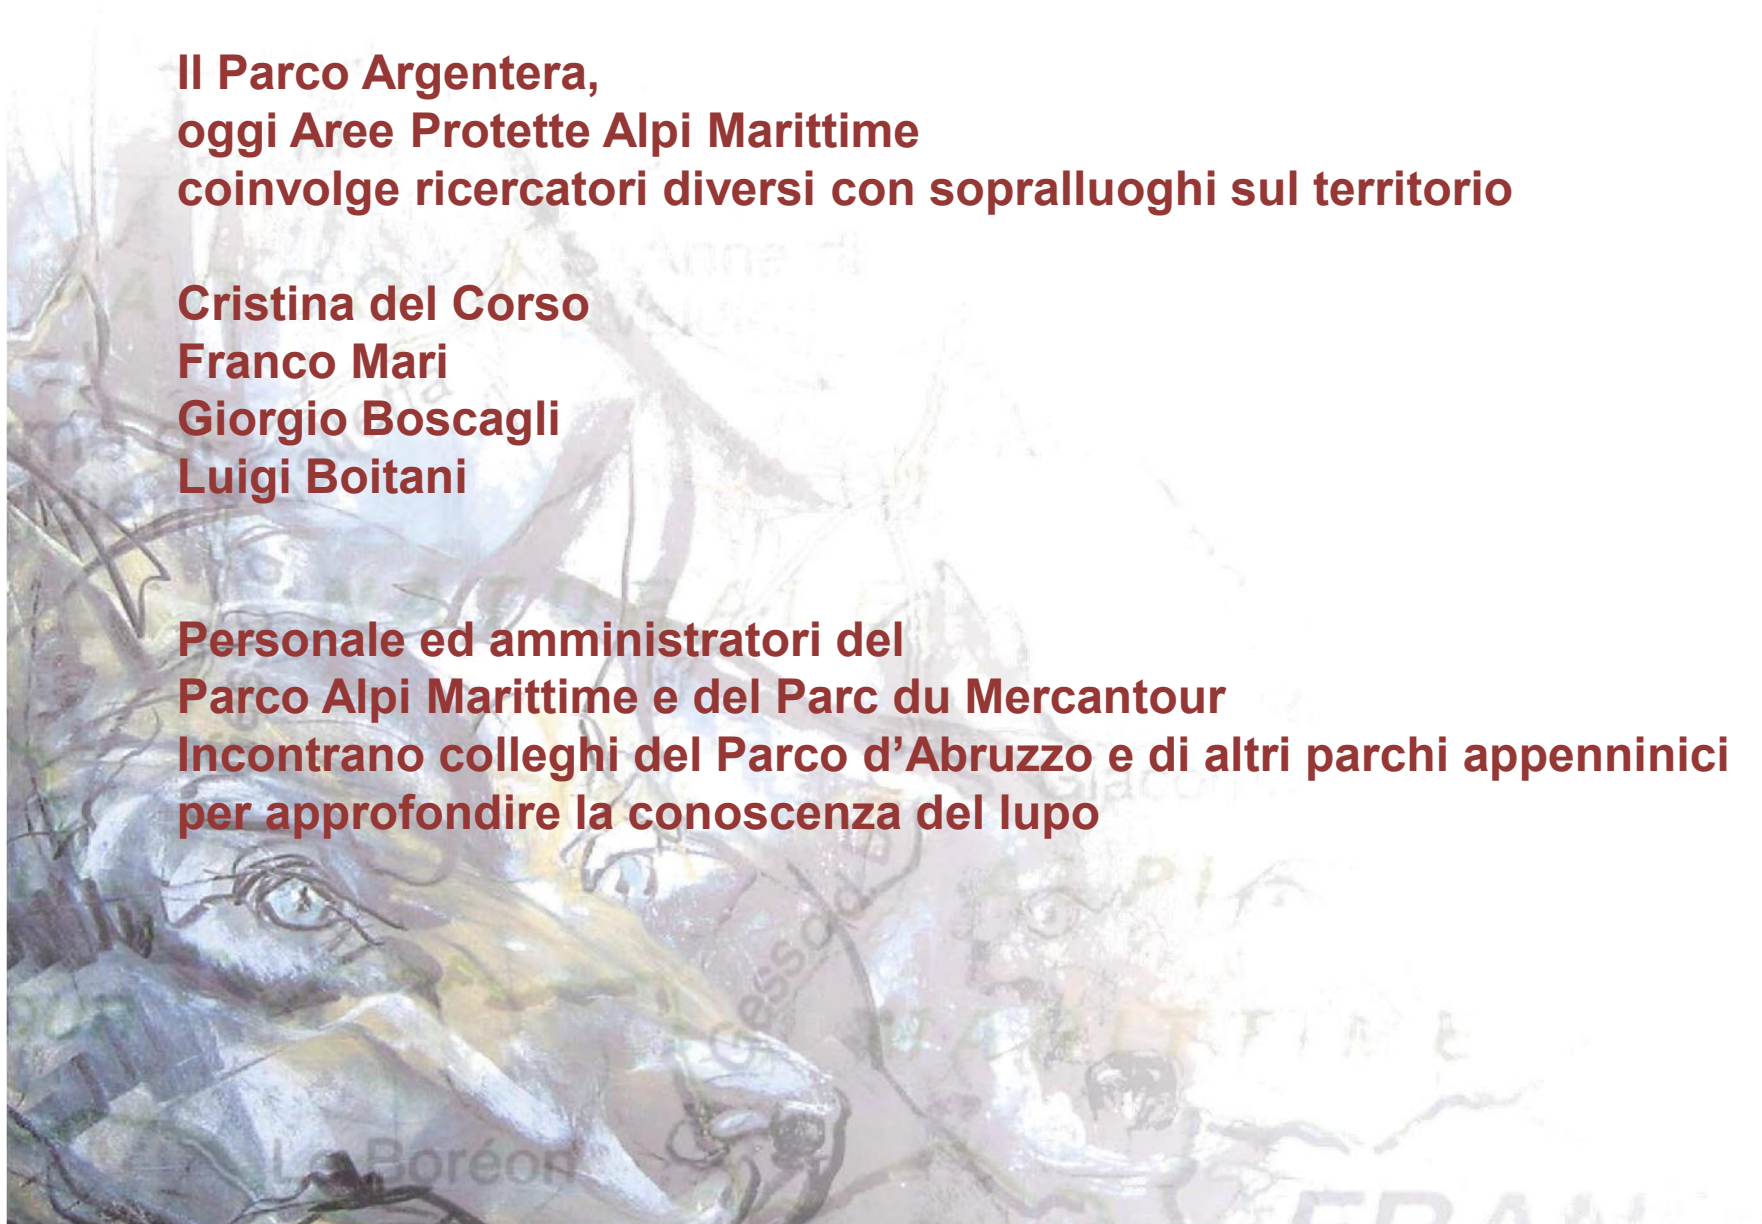 Il Parco Argentera,
oggi Aree Protette Alpi Marittime
coinvolge ricercatori diversi con sopralluoghi sul territorio
Cristina del Corso
Franco Mari
Giorgio Boscagli
Luigi Boitani
Personale ed amministratori del
Parco Alpi Marittime e del Parc du Mercantour
Incontrano colleghi del Parco d’Abruzzo e di altri parchi appenninici
per approfondire la conoscenza del lupo
Gesso d.
Le Boréon